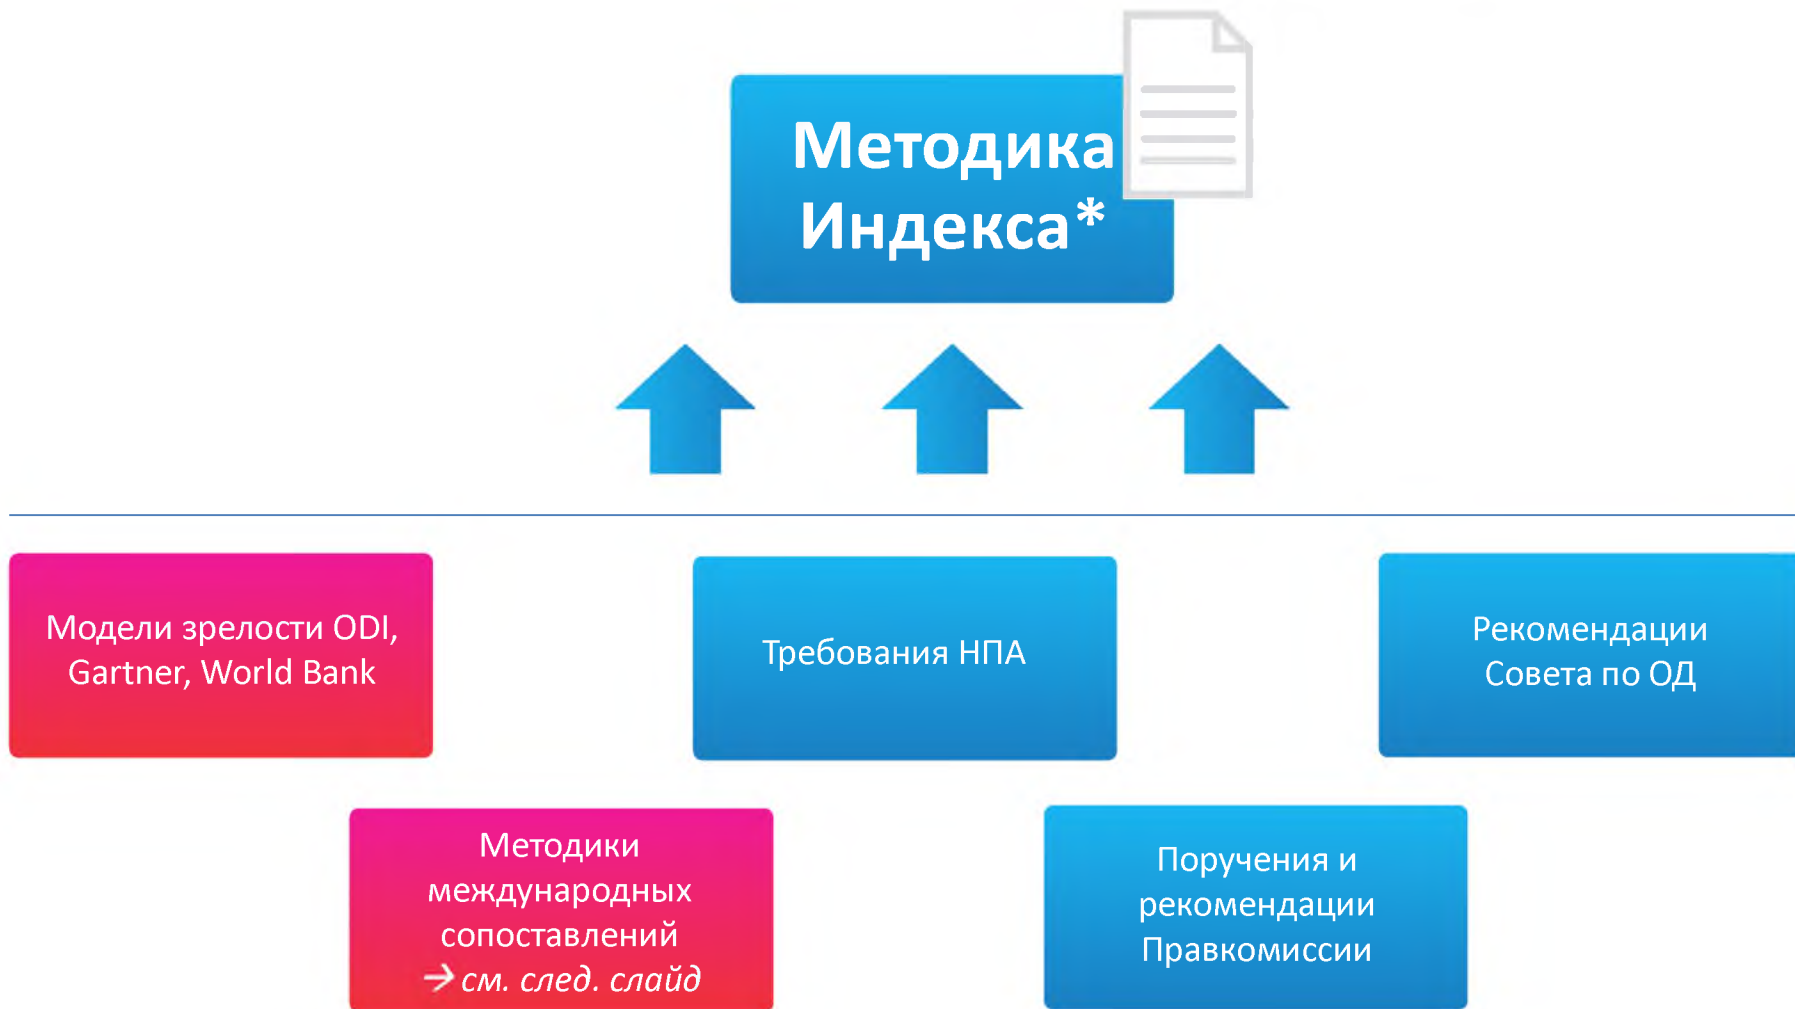 Методика
Индекса*
Модели зрелости ODI,
Gartner, World Bank
Требования НПА
Рекомендации
Совета по ОД
Методики
международных
сопоставлений
→ см. след. слайд
Поручения и
рекомендации
Правкомиссии